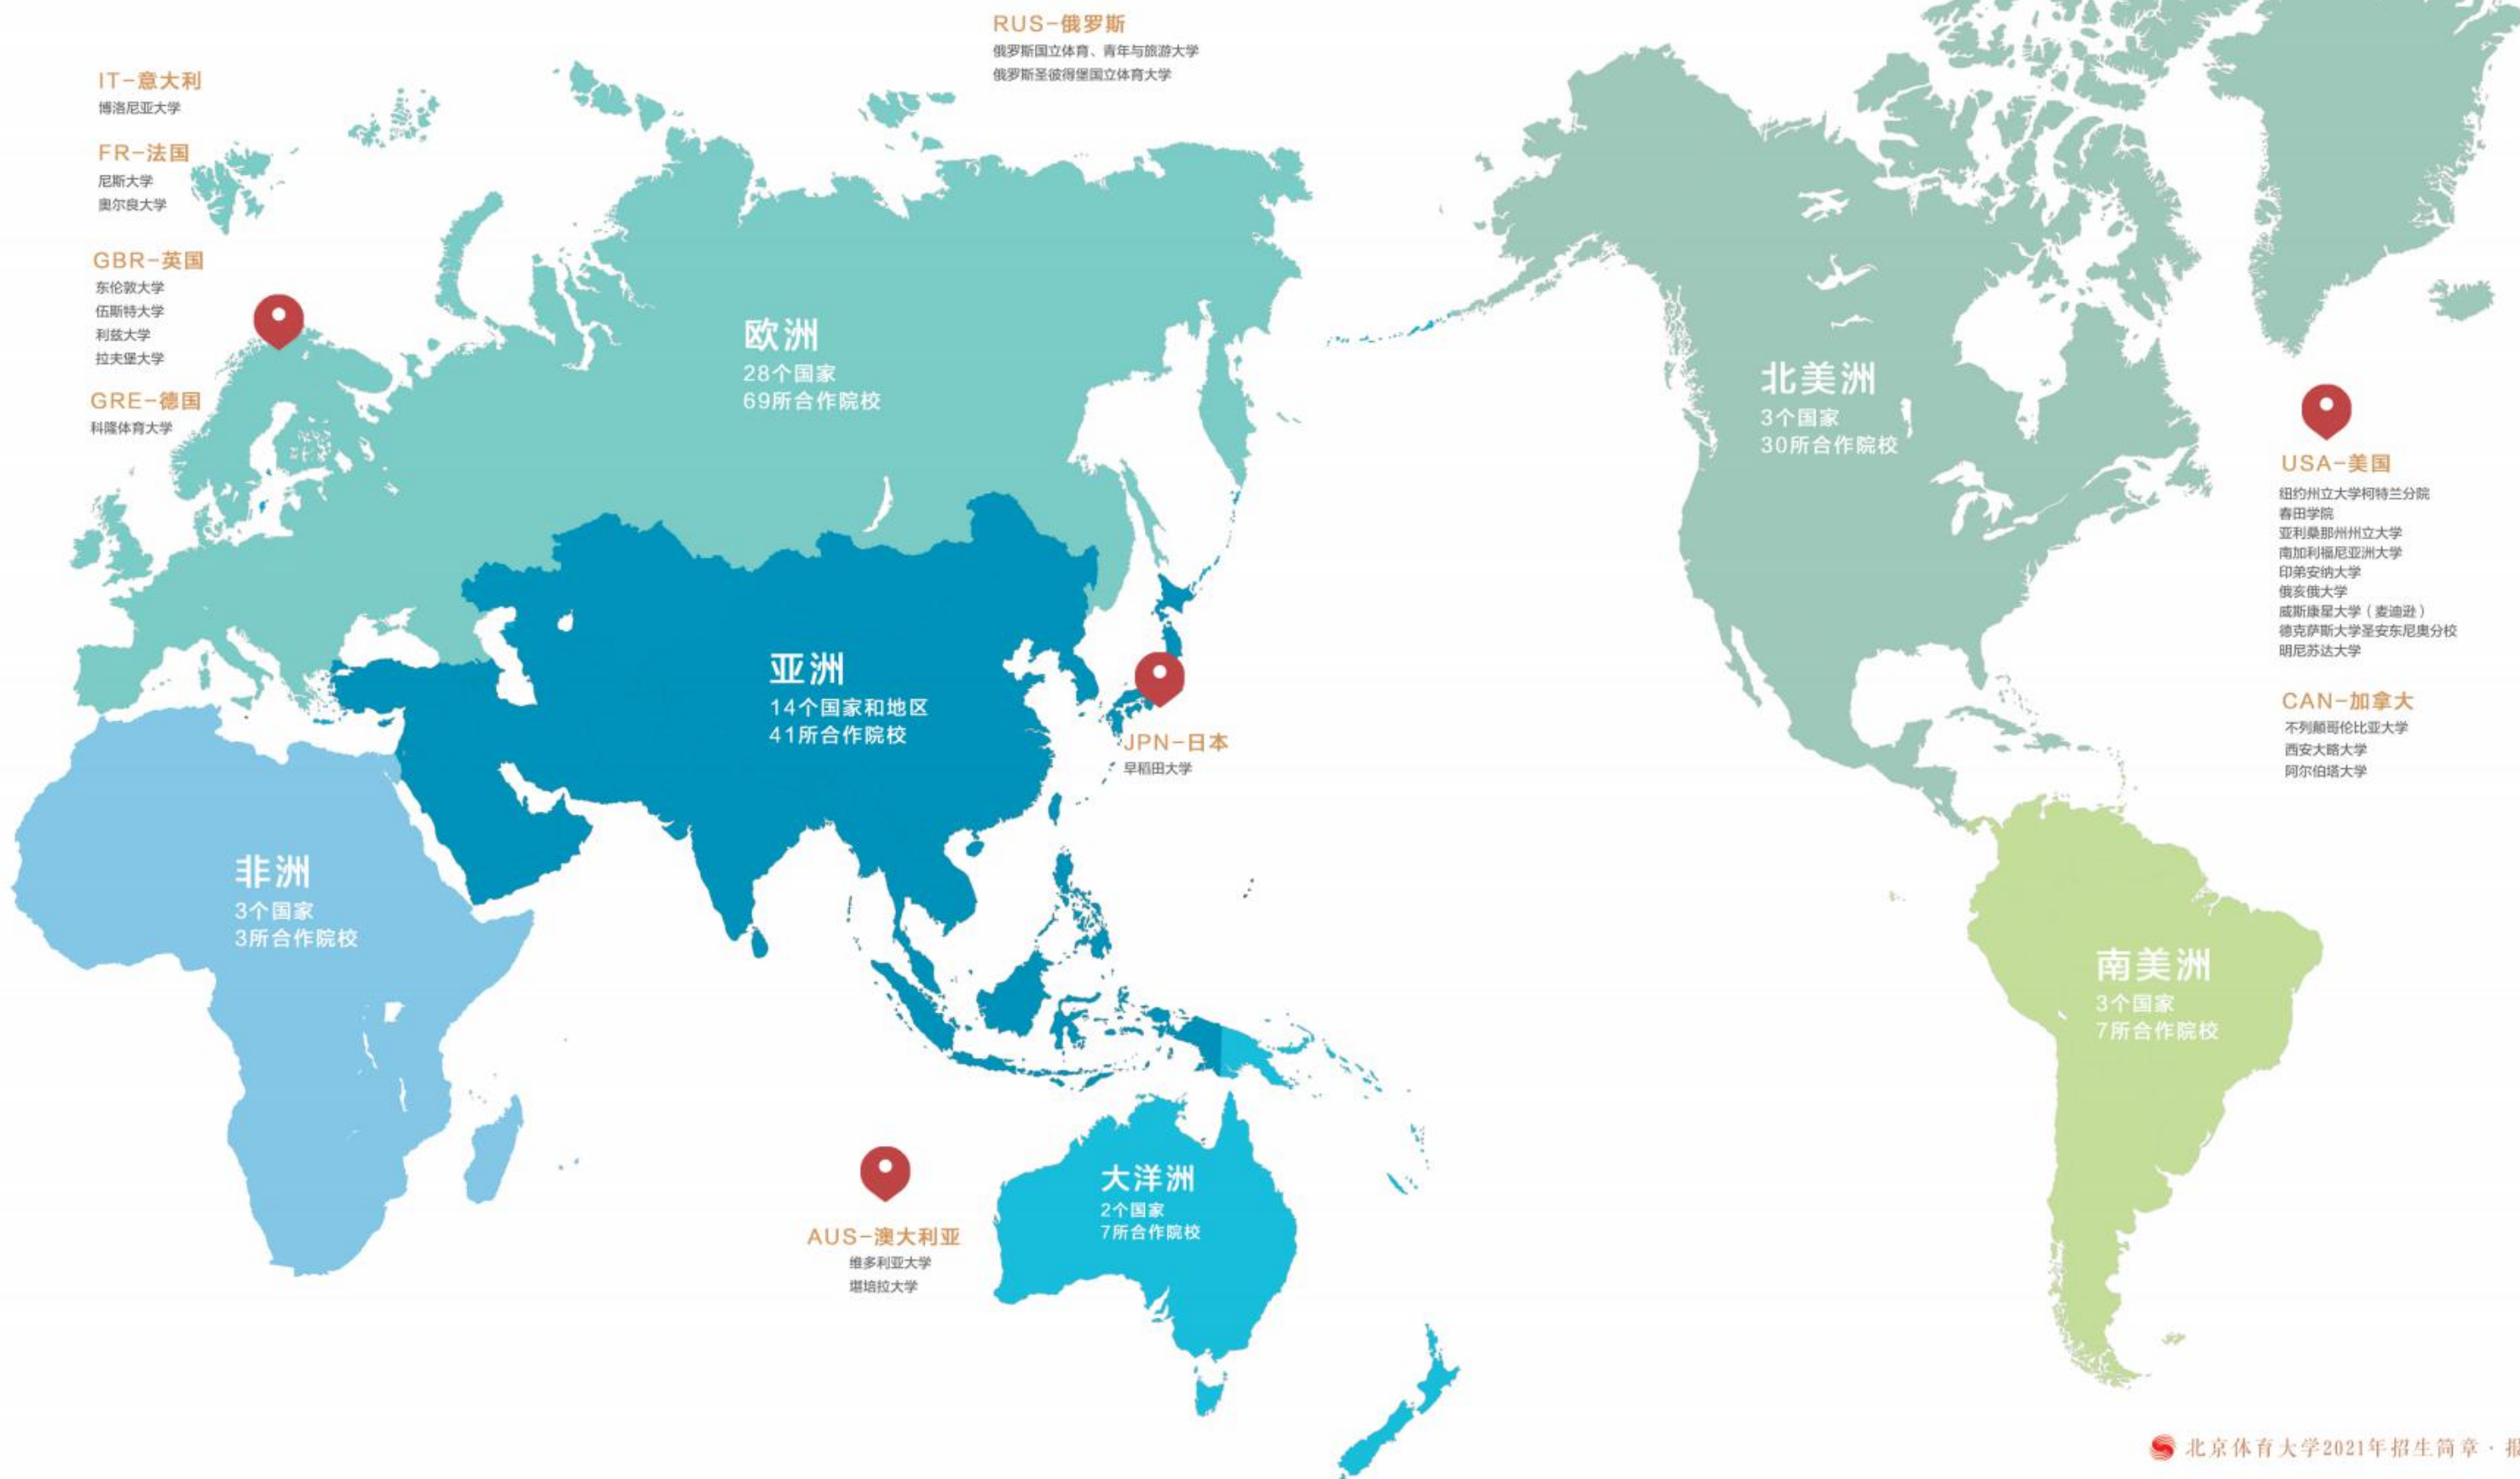 RUS-俄罗斯
俄罗斯国立体育、青年与旅游大学
俄罗斯圣彼得堡国立体育大学
IT-意大利
博洛尼亚大学
FR-法国
尼斯大学
奥尔良大学
GBR-英国
东伦敦大学
伍斯特大学
利兹大学
拉夫堡大学
GRE-德国
科隆体育大学
欧洲
28个国家
69所合作院校
北美洲
3个国家
30所合作院校
USA-美国
纽约州立大学柯特兰分院
春田学院
亚利桑那州州立大学
南加利福尼亚洲大学
印第安纳大学
俄亥俄大学
威斯康星大学（麦迪逊）
德克萨斯大学圣安东尼奥分校
明尼苏达大学
CAN-加拿大
不列颠哥伦比亚大学
西安大略大学
阿尔伯塔大学
亚洲
14个国家和地区
41所合作院校
JPN-日本
早稻田大学
非洲
3个国家
3所合作院校
南美洲
3个国家
7所合作院校
大洋洲
2个国家
7所合作院校
AUS-澳大利亚
维多利亚大学
堪培拉大学
北京体育大学2021年招生简章·报